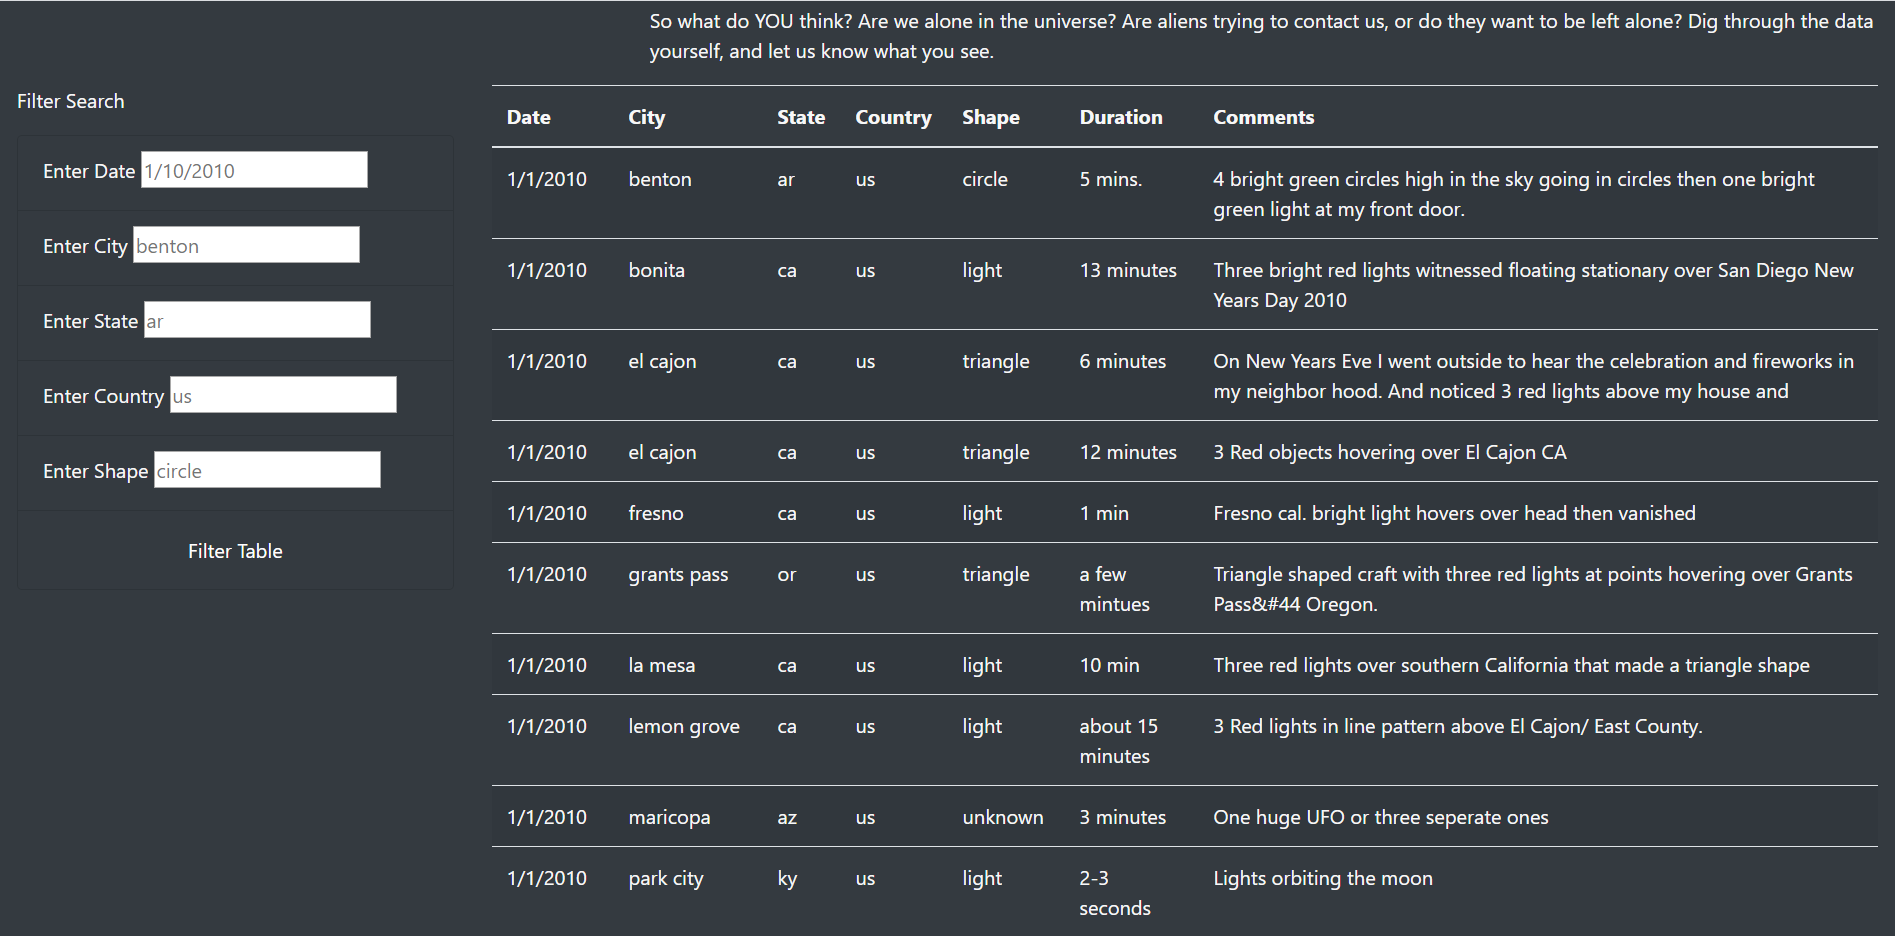 So what do YOU think? Are we alone in the universe? Are aliens trying to contact us, or do they want to be left alone? Dig through the data
yourself, and let us know what you see.
Filter Search
Enter Date 1/10/2010
Enter City benton
Enter State ar
Enter Country us
Enter Shape circle
Filter Table
Date City State Country Shape Duration Comments
1/1/2010 benton ar us circle 5 mins. 4 bright green circles high in the sky going in circles then one bright
green light at my front door.
1/1/2010 bonita ca us light 13 minutes Three bright red lights witnessed floating stationary over San Diego New
Years Day 2010
1/1/2010 el cajon ca us triangle 6 minutes On New Years Eve I went outside to hear the celebration and fireworks in
my neighbor hood. And noticed 3 red lights above my house and
1/1/2010 el cajon ca us triangle 12 minutes 3 Red objects hovering over El Cajon CA
1/1/2010 fresno ca us light 1 min Fresno cal. bright light hovers over head then vanished
1/1/2010 grants pass or us triangle a few Triangle shaped craft with three red lights at points hovering over Grants
mintues Pass&#44 Oregon.
1/1/2010 la mesa ca us light 10 min Three red lights over southern California that made a triangle shape
1/1/2010 lemon grove ca us light about 15 3 Red lights in line pattern above El Cajon/ East County.
minutes
1/1/2010 maricopa az us unknown 3 minutes One huge UFO or three seperate ones
1/1/2010 park city ky us light 2-3 Lights orbiting the moon
seconds